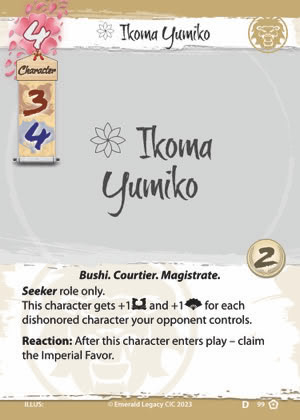 4
Ikoma Yumiko
Character
3
4
Ikoma
Yumiko
2
Bushi. Courtier. Magistrate.
Seeker role only.
This character gets +1 and +1 for each
dishonored character your opponent controls.
Reaction: After this character enters play – claim
the Imperial Favor.
ILLUS: © Emerald Legacy CIC 2023 D 99